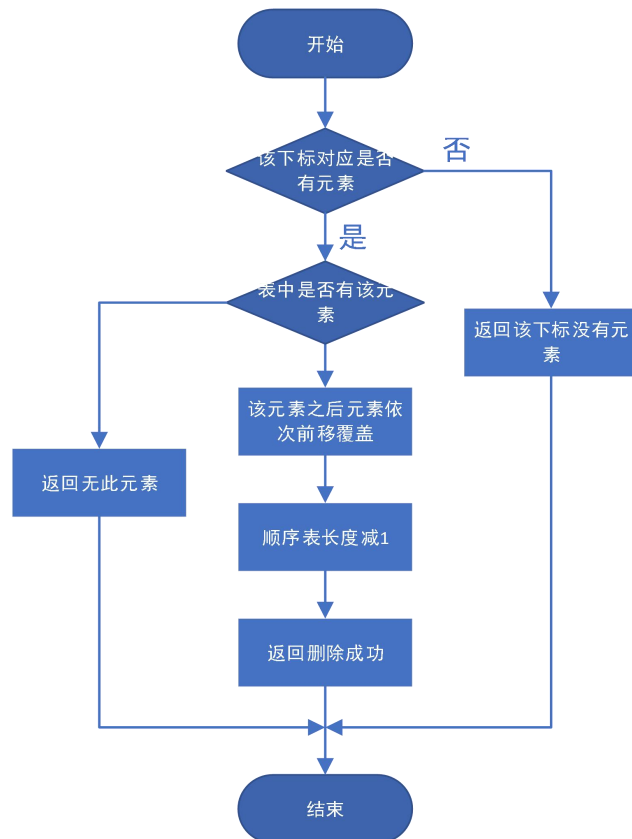 开始
该下标对应是否
有元素
否
是
表中是否有该元
素
返回该下标没有元
素
该元素之后元素依
次前移覆盖
返回无此元素
顺序表长度减1
返回删除成功
结束